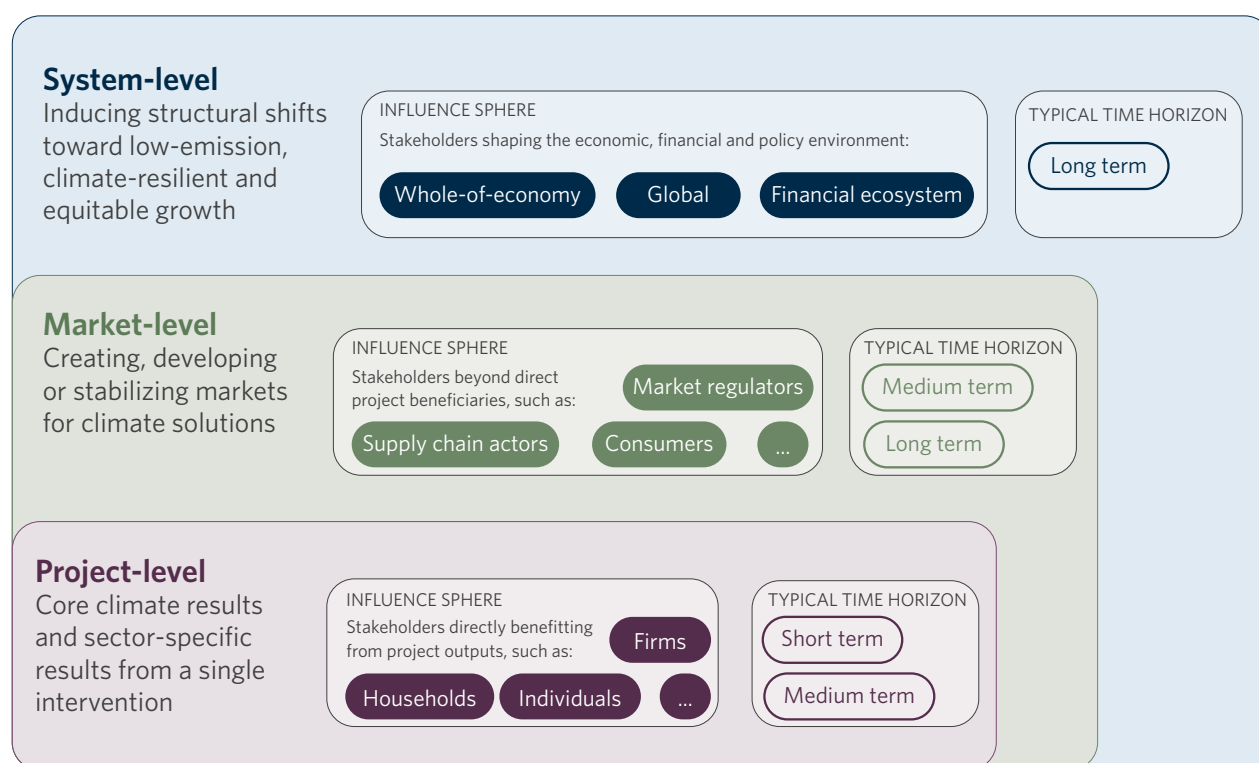 System-level
Inducing structural shifts
toward low-emission,
climate-resilient and
equitable growth
INFLUENCE SPHERE
Stakeholders shaping the economic, financial and policy environment:
Whole-of-economy
Global
Financial ecosystem
TYPICAL TIME HORIZON
Long term
Market-level
Creating, developing
or stabilizing markets
for climate solutions
INFLUENCE SPHERE
Stakeholders beyond direct
project beneficiaries, such as:
Market regulators
Supply chain actors
Consumers
...
TYPICAL TIME HORIZON
Medium term
Long term
Project-level
Core climate results
and sector-specific
results from a single
intervention
INFLUENCE SPHERE
Stakeholders directly benefitting
from project outputs, such as:
Firms
Households
Individuals
...
TYPICAL TIME HORIZON
Short term
Medium term